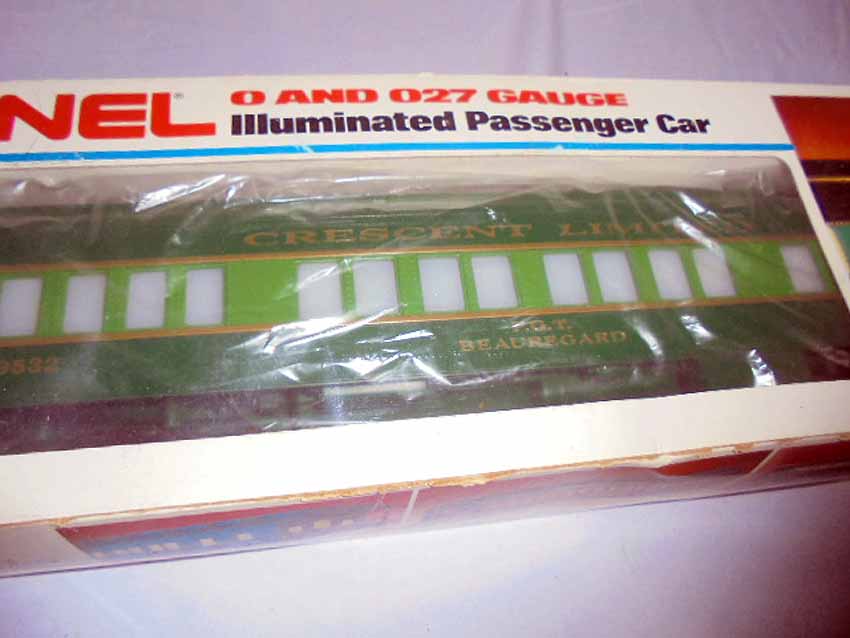 NEL® O AND O27 GAUGE
Illuminated Passenger Car
CRESCENT LIMITED
9532
BEAUREGARD